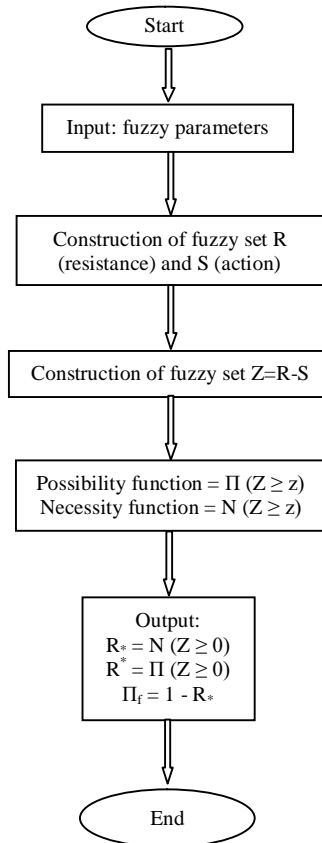 Start
Input: fuzzy parameters
Construction of fuzzy set R
(resistance) and S (action)
Construction of fuzzy set Z=R-S
Possibility function = Π (Z ≥ z)
Necessity function = N (Z ≥ z)
Output:
R* = N (Z ≥ 0)
R* = Π (Z ≥ 0)
Πf = 1 - R*
End